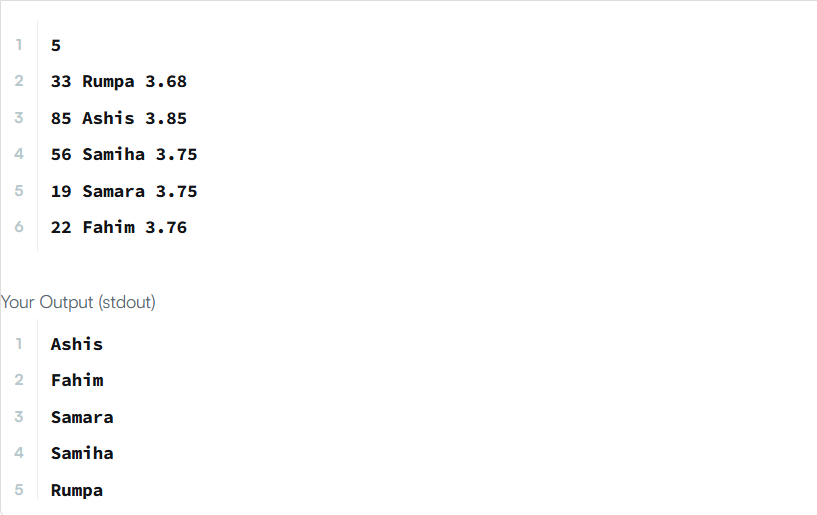 1 5
2 33 Rumpa 3.68
3 85 Ashis 3.85
4 56 Samiha 3.75
5 19 Samara 3.75
6 22 Fahim 3.76
Your Output (stdout)
1 Ashis
2 Fahim
3 Samara
4 Samiha
5 Rumpa